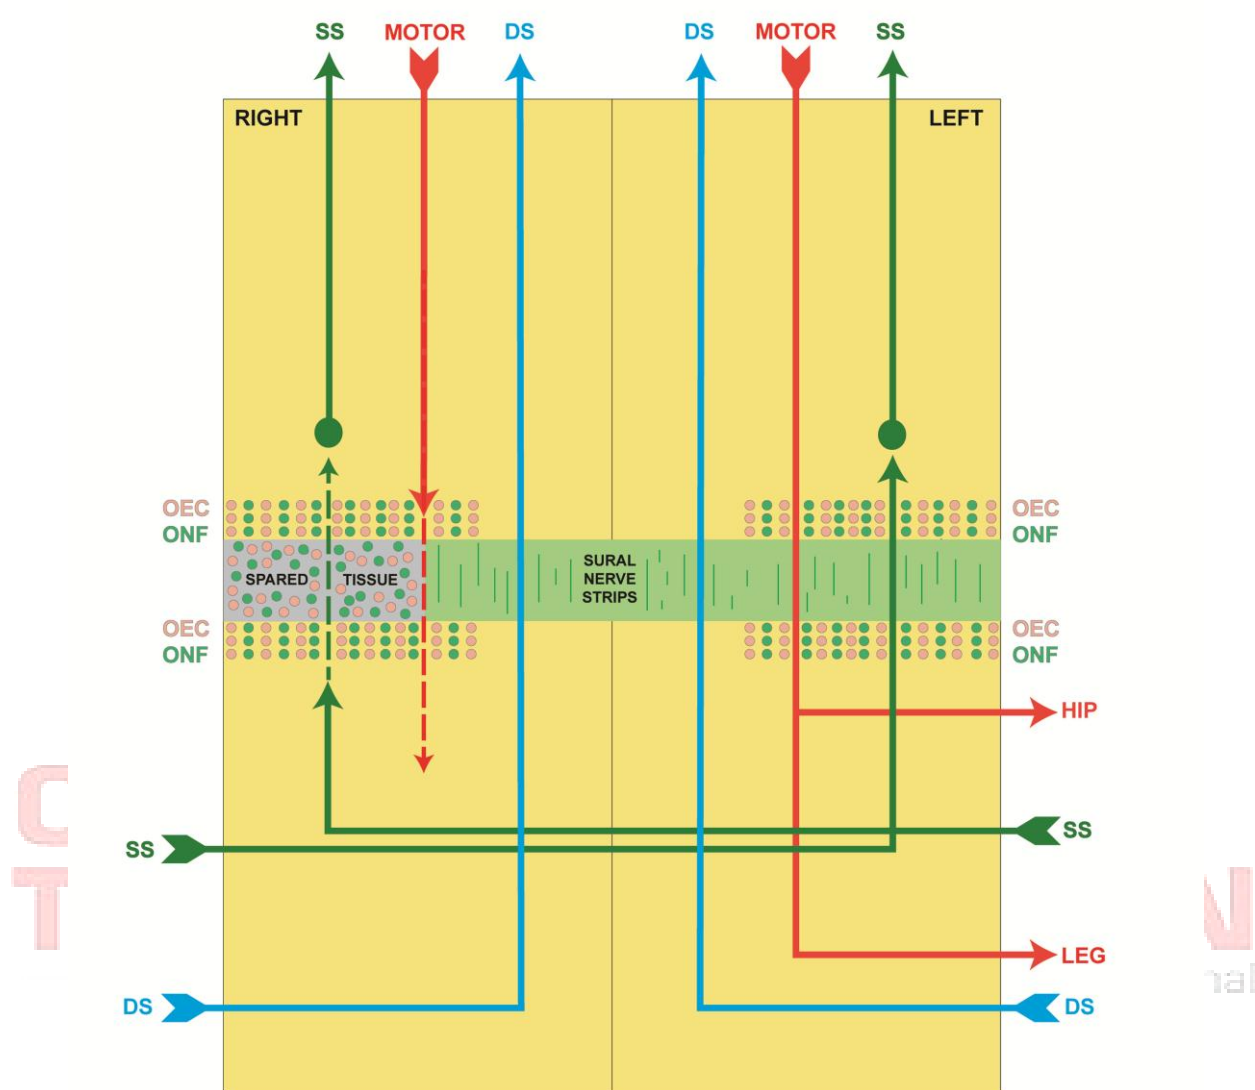 SS MOTOR DS DS MOTOR SS
RIGHT LEFT
OEC OEC
ONF ONF
SPARED TISSUE SURAL
NERVE
STRIPS
OEC OEC
ONF ONF
HIP
SS
SS
LEG
DS DS